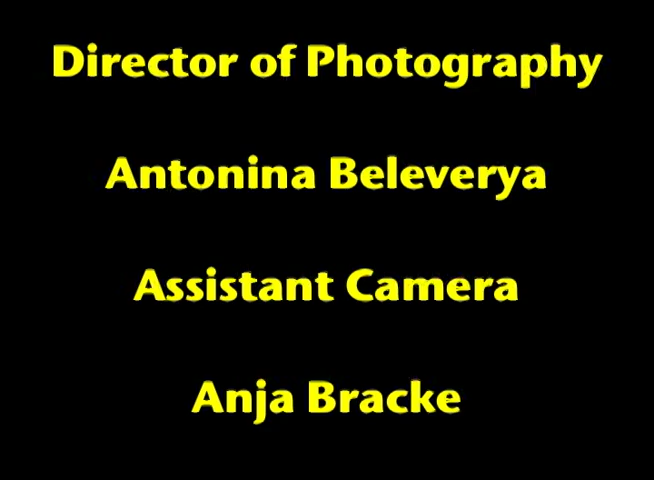 Director of Photography
Antonina Beleverya
Assistant Camera
Anja Bracke